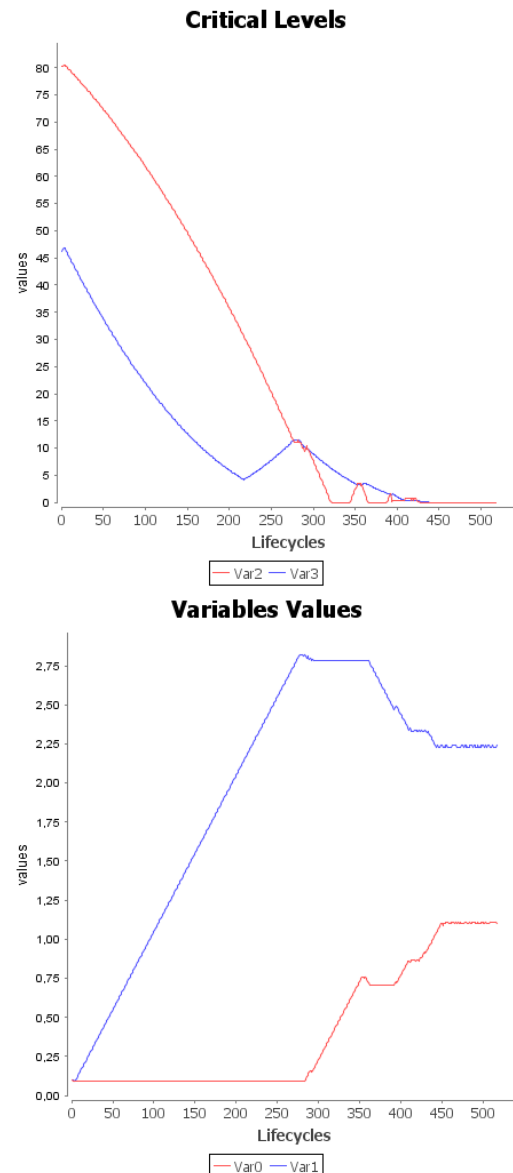 Critical Levels
80
75
70
65
60
55
50
45
40
35
30
25
20
15
10
5
0
values
0 50 100 150 200 250 300 350 400 450 500
Lifecycles
Var2 Var3
Variables Values
2,75
2,50
2,25
2,00
1,75
1,50
1,25
1,00
0,75
0,50
0,25
0,00
values
0 50 100 150 200 250 300 350 400 450 500
Lifecycles
Var0 Var1